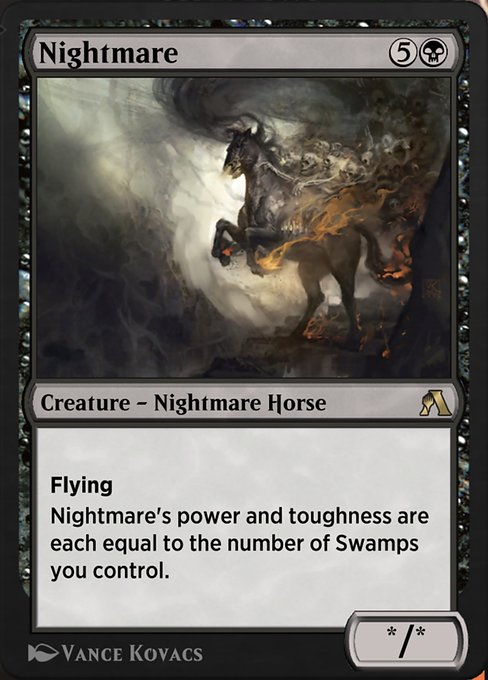 Nightmare 5
Creature – Nightmare Horse
Flying
Nightmare's power and toughness are
each equal to the number of Swamps
you control.
*/*
Vance Kovacs